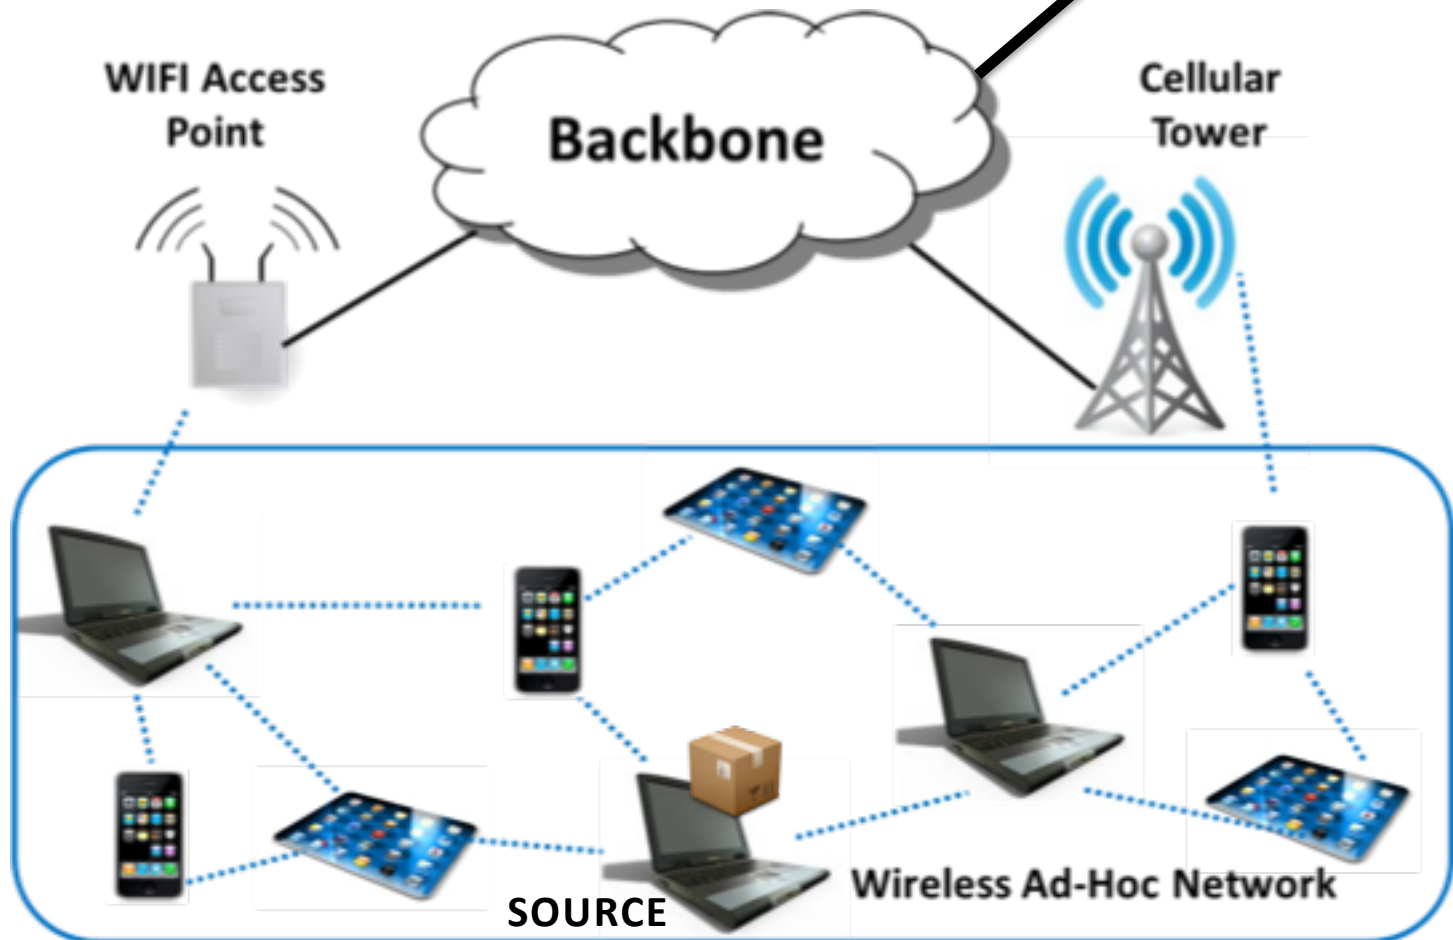 WIFI Access
Point
Backbone
Cellular
Tower
Wireless Ad-Hoc Network
SOURCE